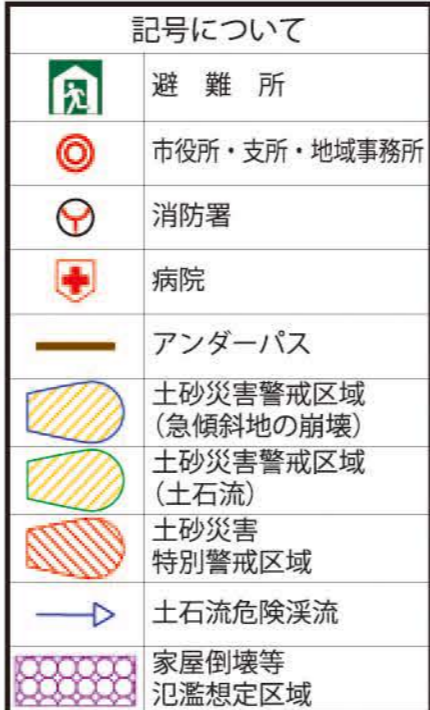 記号について
避　難　所
市役所・支所・地域事務所
消防署
病院
アンダーパス
土砂災害警戒区域
(急傾斜地の崩壊)
土砂災害警戒区域
(土石流)
土砂災害
特別警戒区域
土石流危険渓流
家屋倒壊等
氾濫想定区域